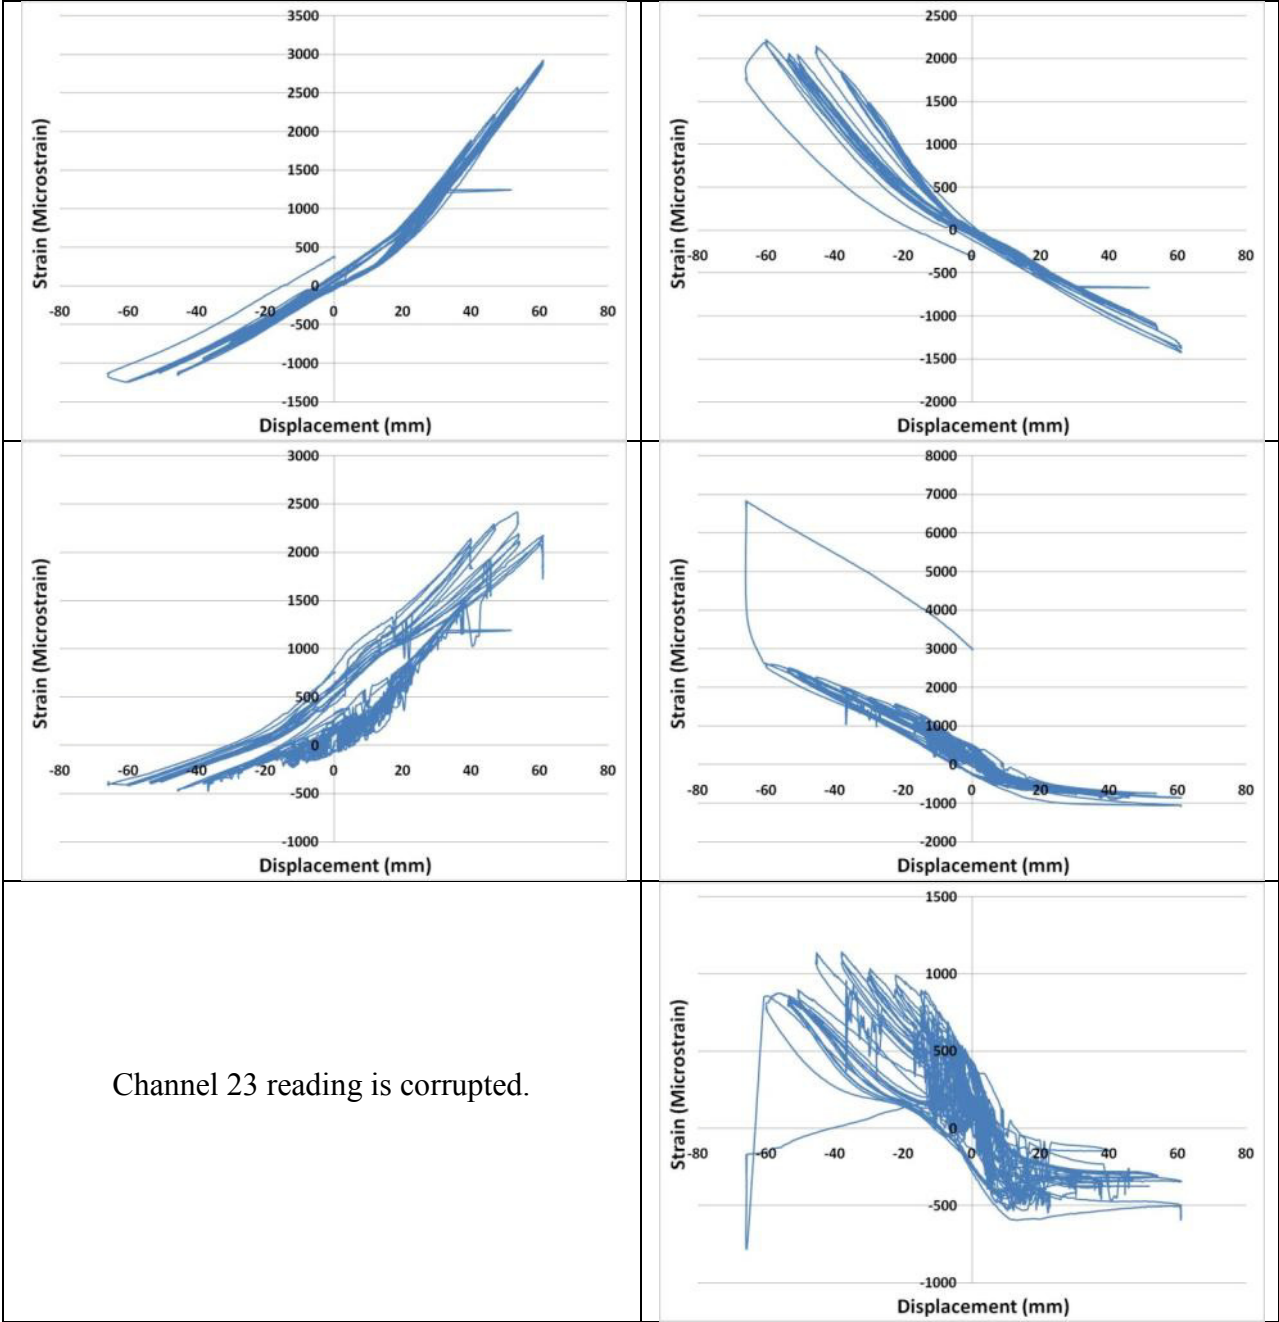 3500
3000
2500
2000
1500
1000
500
0
-500
-1000
-1500
-80 -60 -40 -20 0 20 40 60 80
Strain (Microstrain)
Displacement (mm)
2500
2000
1500
1000
500
0
-500
-1000
-1500
-2000
-80 -60 -40 -20 0 20 40 60 80
Strain (Microstrain)
Displacement (mm)
3000
2500
2000
1500
1000
500
0
-500
-1000
-80 -60 -40 -20 0 20 40 60 80
Strain (Microstrain)
Displacement (mm)
8000
7000
6000
5000
4000
3000
2000
1000
0
-1000
-2000
-80 -60 -40 -20 0 20 40 60 80
Strain (Microstrain)
Displacement (mm)
Channel 23 reading is corrupted.
1500
1000
500
0
-500
-1000
-80 -60 -40 -20 0 20 40 60 80
Strain (Microstrain)
Displacement (mm)